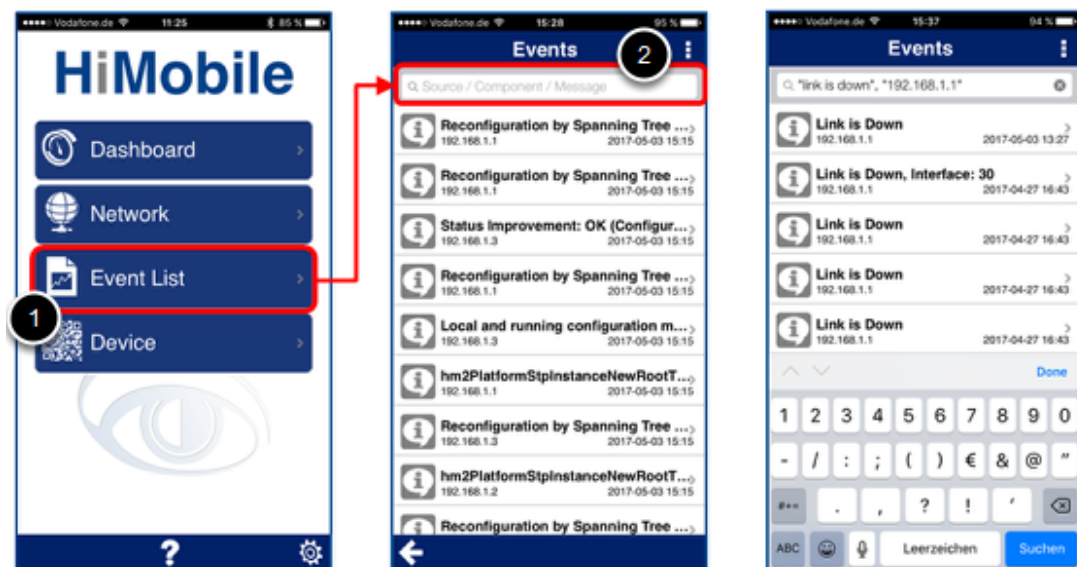 Vodafone.de 11:25 85 %
HiMobile
Dashboard
Network
Event List
1
Device
?
Vodafone.de 15:28 95 %
Events
2
Source / Component / Message
Reconfiguration by Spanning Tree ...
192.168.1.1 2017-05-03 15:15
Reconfiguration by Spanning Tree ...
192.168.1.1 2017-05-03 15:15
Status Improvement: OK (Configur...
192.168.1.3 2017-05-03 15:15
Reconfiguration by Spanning Tree ...
192.168.1.1 2017-05-03 15:15
Local and running configuration m...
192.168.1.3 2017-05-03 15:15
hm2PlatformStpInstanceNewRootT...
192.168.1.1 2017-05-03 15:15
Reconfiguration by Spanning Tree ...
192.168.1.3 2017-05-03 15:15
hm2PlatformStpInstanceNewRootT...
192.168.1.2 2017-05-03 15:15
Reconfiguration by Spanning Tree ...
Vodafone.de 15:37 94 %
Events
"link is down", "192.168.1.1"
Link is Down
192.168.1.1 2017-05-03 13:27
Link is Down, Interface: 30
192.168.1.1 2017-04-27 16:43
Link is Down
192.168.1.1 2017-04-27 16:43
Link is Down
192.168.1.1 2017-04-27 16:43
Link is Down
192.168.1.1 2017-04-27 16:43
Done
1 2 3 4 5 6 7 8 9 0
- / : ; ( ) € & @ "
#+= . , ? ! '
ABC Leerzeichen Suchen